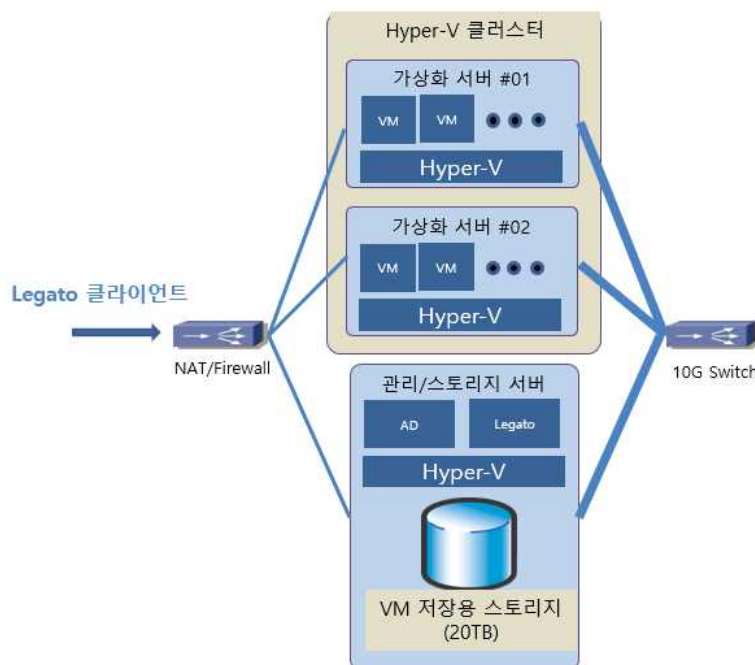 Hyper-V 클러스터
가상화 서버 #01
VM VM
Hyper-V
가상화 서버 #02
VM VM
Hyper-V
Legato 클라이언트
NAT/Firewall
10G Switch
관리/스토리지 서버
AD Legato
Hyper-V
VM 저장용 스토리지
(20TB)